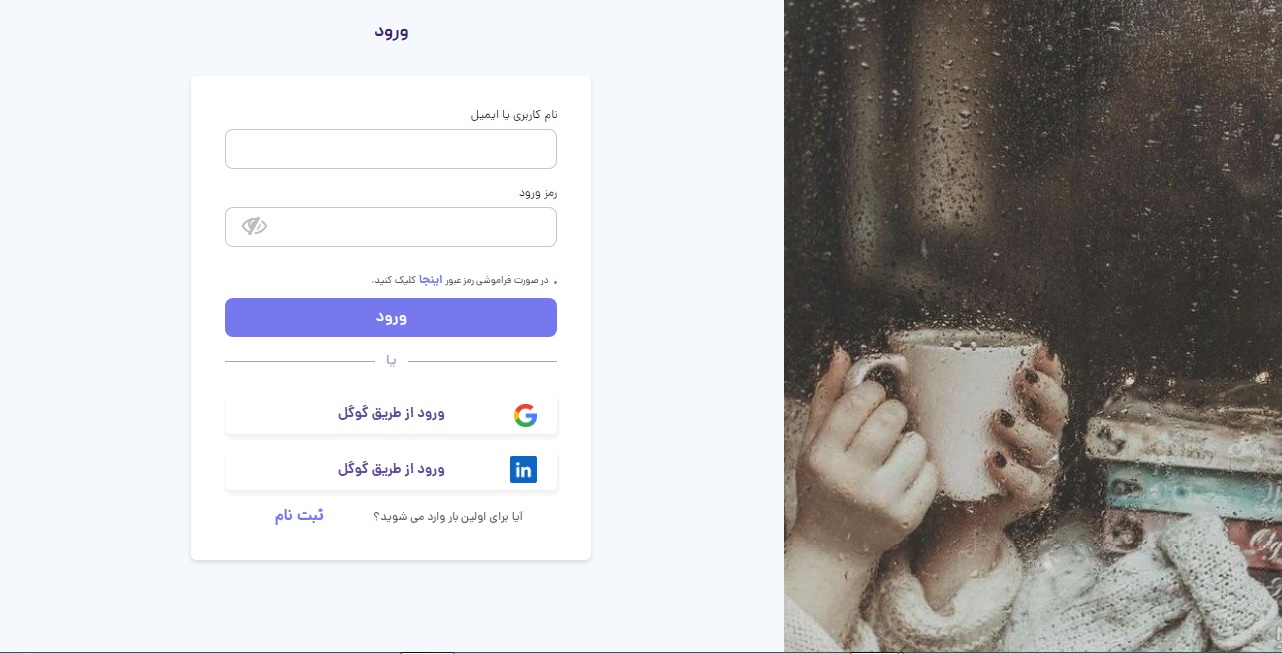 ورود
نام کاربری یا ایمیل
رمز ورود
• در صورت فراموشی رمز عبور اینجا کلیک کنید.
ورود
یا
ورود از طریق گوگل
in
ورود از طریق گوگل
آیا برای اولین بار وارد می شوید؟ ثبت نام